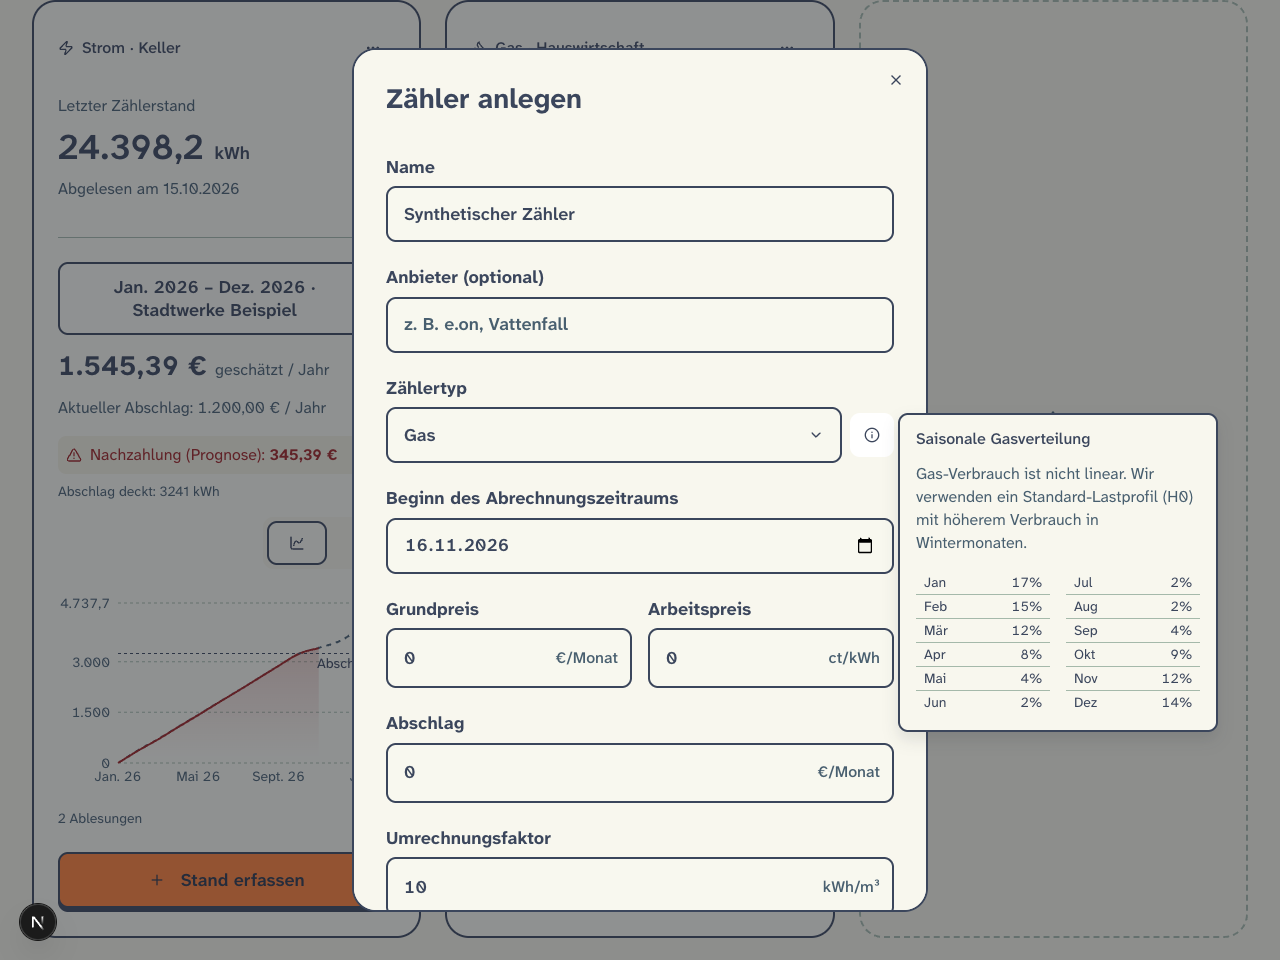 Strom · Keller
Letzter Zählerstand
24.398,2 kWh
Abgelesen am 15.10.2026
Jan. 2026 – Dez. 2026 ·
Stadtwerke Beispiel
1.545,39 € geschätzt / Jahr
Aktueller Abschlag: 1.200,00 € / Jahr
Nachzahlung (Prognose): 345,39 €
Abschlag deckt: 3241 kWh
4.737,7
3.000
Absch
1.500
0
Jan. 26
Mai 26
Sept. 26
2 Ablesungen
+ Stand erfassen
N
Gas · Hauswirtschaft
Zähler anlegen
Name
Synthetischer Zähler
Anbieter (optional)
z. B. e.on, Vattenfall
Zählertyp
Gas
Beginn des Abrechnungszeitraums
16.11.2026
Grundpreis
Arbeitspreis
0 €/Monat
0 ct/kWh
Abschlag
0 €/Monat
Umrechnungsfaktor
10 kWh/m³
Saisonale Gasverteilung
Gas-Verbrauch ist nicht linear. Wir
verwenden ein Standard-Lastprofil (H0)
mit höherem Verbrauch in
Wintermonaten.
Jan 17% Jul 2%
Feb 15% Aug 2%
Mär 12% Sep 4%
Apr 8% Okt 9%
Mai 4% Nov 12%
Jun 2% Dez 14%